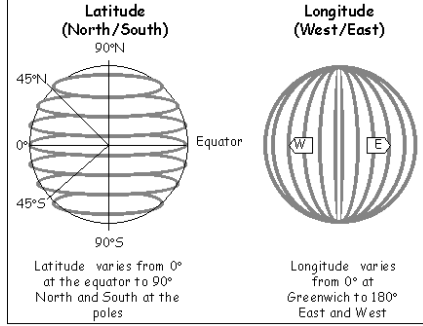 Latitude
(North/South)
90°N
45°N
0°
Equator
45°S
90°S
Latitude varies from 0°
at the equator to 90°
North and South at the
poles
Longitude
(West/East)
W
E
Longitude varies
from 0° at
Greenwich to 180°
East and West